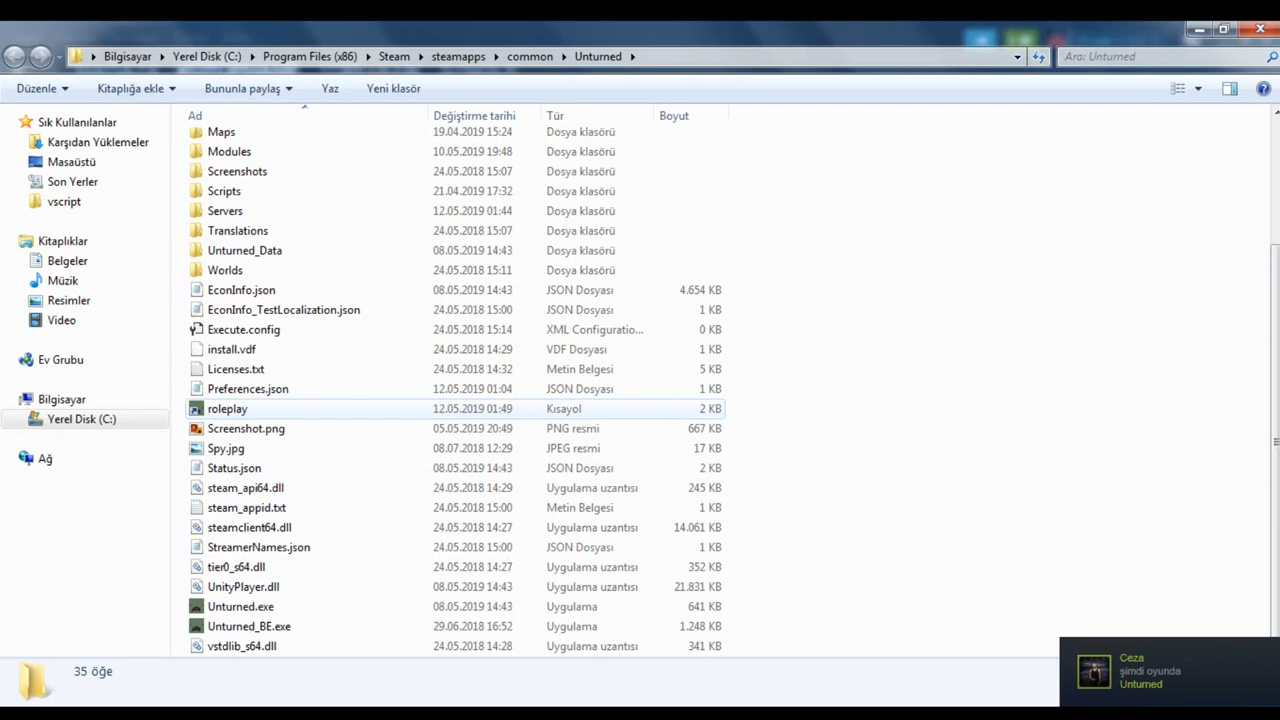 Bilgisayar Yerel Disk (C:) Program Files (x86) Steam steamapps common Unturned
Ara: Unturned
Düzenle Kitaplığa ekle Bununla paylaş Yaz Yeni klasör
Ad Değiştirme tarihi Tür Boyut
Sık Kullanılanlar
Karşıdan Yüklemeler
Masaüstü
Son Yerler
vscript
Kitaplıklar
Belgeler
Müzik
Resimler
Video
Ev Grubu
Bilgisayar
Yerel Disk (C:)
Ağ
Maps 19.04.2019 15:24 Dosya klasörü
Modules 10.05.2019 19:48 Dosya klasörü
Screenshots 24.05.2018 15:07 Dosya klasörü
Scripts 21.04.2019 17:32 Dosya klasörü
Servers 12.05.2019 01:44 Dosya klasörü
Translations 24.05.2018 15:07 Dosya klasörü
Unturned_Data 08.05.2019 14:43 Dosya klasörü
Worlds 24.05.2018 15:11 Dosya klasörü
EconInfo.json 08.05.2019 14:43 JSON Dosyası 4.654 KB
EconInfo_TestLocalization.json 24.05.2018 15:00 JSON Dosyası 1 KB
Execute.config 24.05.2018 15:14 XML Configuratio... 0 KB
install.vdf 24.05.2018 14:29 VDF Dosyası 1 KB
Licenses.txt 24.05.2018 14:32 Metin Belgesi 5 KB
Preferences.json 12.05.2019 01:04 JSON Dosyası 1 KB
roleplay 12.05.2019 01:49 Kısayol 2 KB
Screenshot.png 05.05.2019 20:49 PNG resmi 667 KB
Spy.jpg 08.07.2018 12:29 JPEG resmi 17 KB
Status.json 08.05.2019 14:43 JSON Dosyası 2 KB
steam_api64.dll 24.05.2018 14:29 Uygulama uzantısı 245 KB
steam_appid.txt 24.05.2018 15:00 Metin Belgesi 1 KB
steamclient64.dll 24.05.2018 14:27 Uygulama uzantısı 14.061 KB
StreamerNames.json 24.05.2018 15:00 JSON Dosyası 1 KB
tier0_s64.dll 24.05.2018 14:27 Uygulama uzantısı 352 KB
UnityPlayer.dll 08.05.2019 14:43 Uygulama uzantısı 21.831 KB
Unturned.exe 08.05.2019 14:43 Uygulama 641 KB
Unturned_BE.exe 29.06.2018 16:52 Uygulama 1.248 KB
vstdlib_s64.dll 24.05.2018 14:28 Uygulama uzantısı 341 KB
35 öğe
Ceza
şimdi oyunda
Unturned